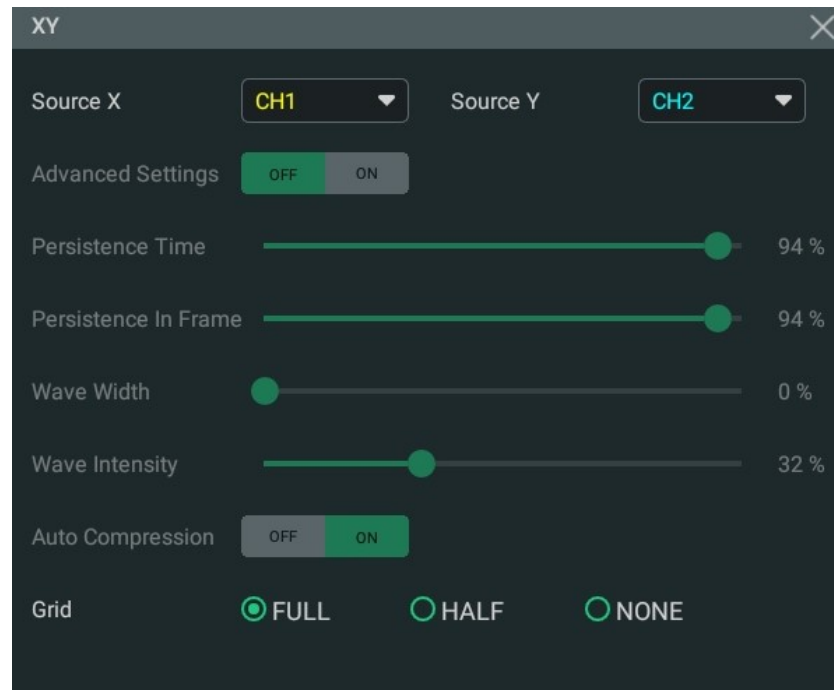 XY
Source X CH1 Source Y CH2
Advanced Settings OFF ON
Persistence Time 94 %
Persistence In Frame 94 %
Wave Width 0 %
Wave Intensity 32 %
Auto Compression OFF ON
Grid FULL HALF NONE